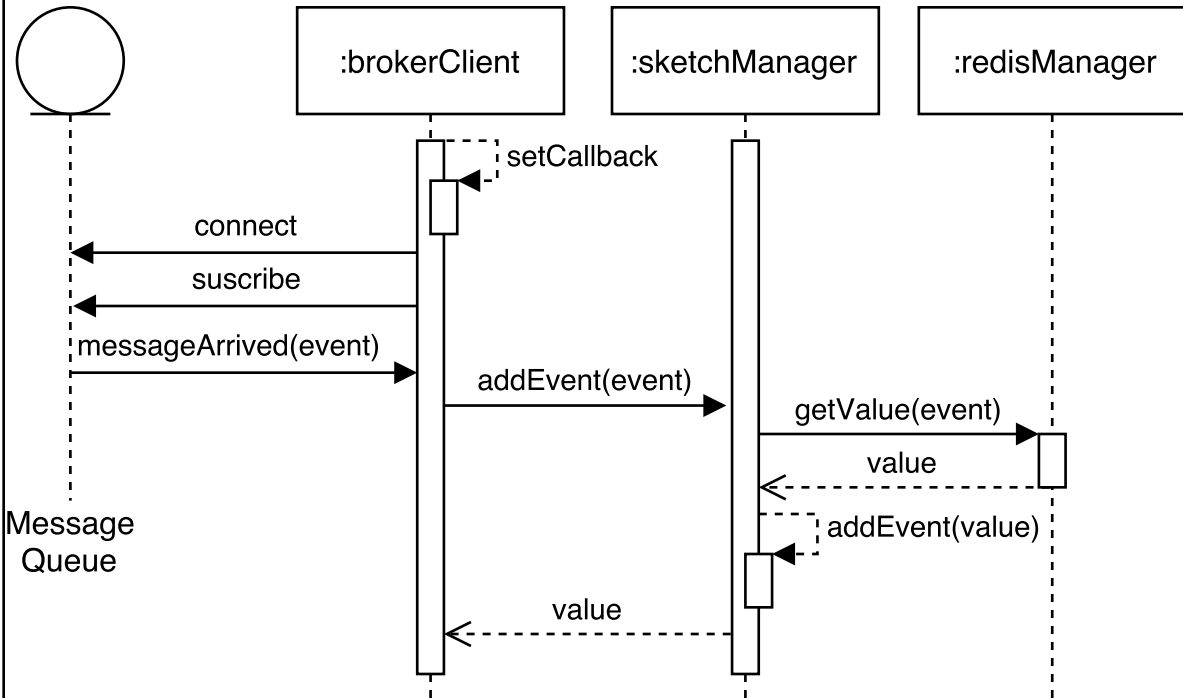 :brokerClient
:sketchManager
:redisManager
setCallback
connect
suscribe
messageArrived(event)
addEvent(event)
getValue(event)
value
Message
Queue
addEvent(value)
value